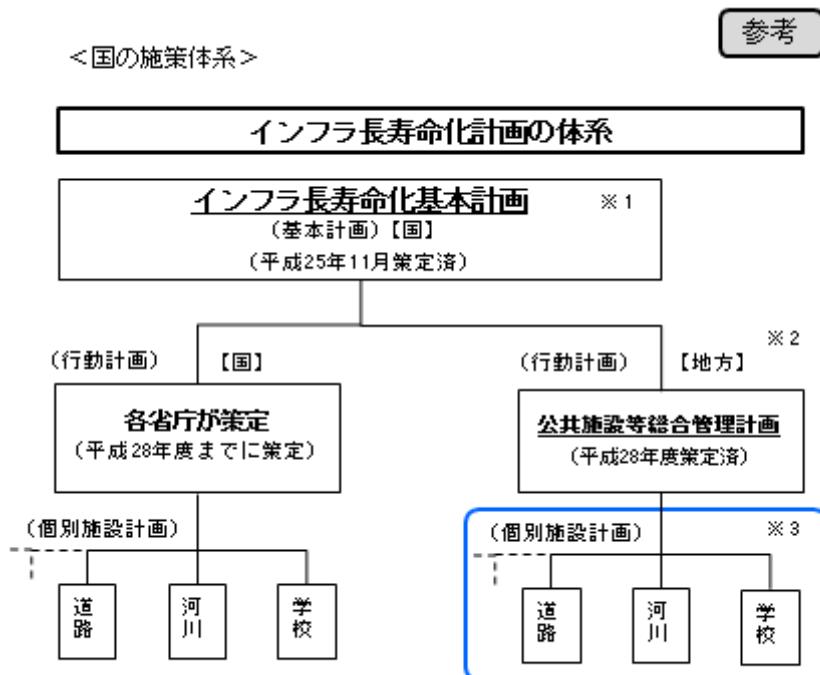 参考
<国の施策体系>
インフラ長寿命化計画の体系
インフラ長寿命化基本計画 ※1
(基本計画)【国】
(平成25年11月策定済)
※2
(行動計画) 【国】
(行動計画) 【地方】
各省庁が策定
(平成28年度までに策定)
公共施設等総合管理計画
(平成28年度策定済)
(個別施設計画)
道路
河川
学校
(個別施設計画) ※3
道路
河川
学校